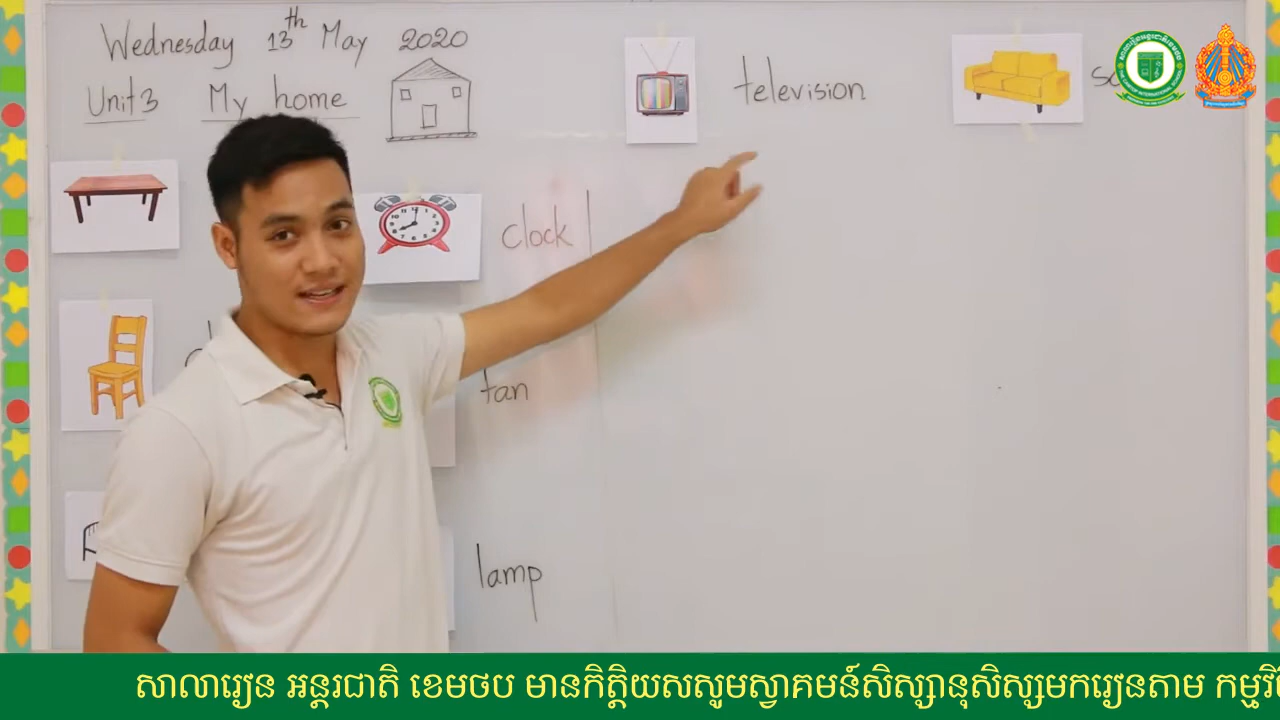 Wednesday 13th May 2020
Unit 3 My home
television
clock
fan
lamp
សាលារៀន អន្តរជាតិ ខេមថប មានកិត្តិយសសូមស្វាគមន៍សិស្សានុសិស្សមករៀនតាម